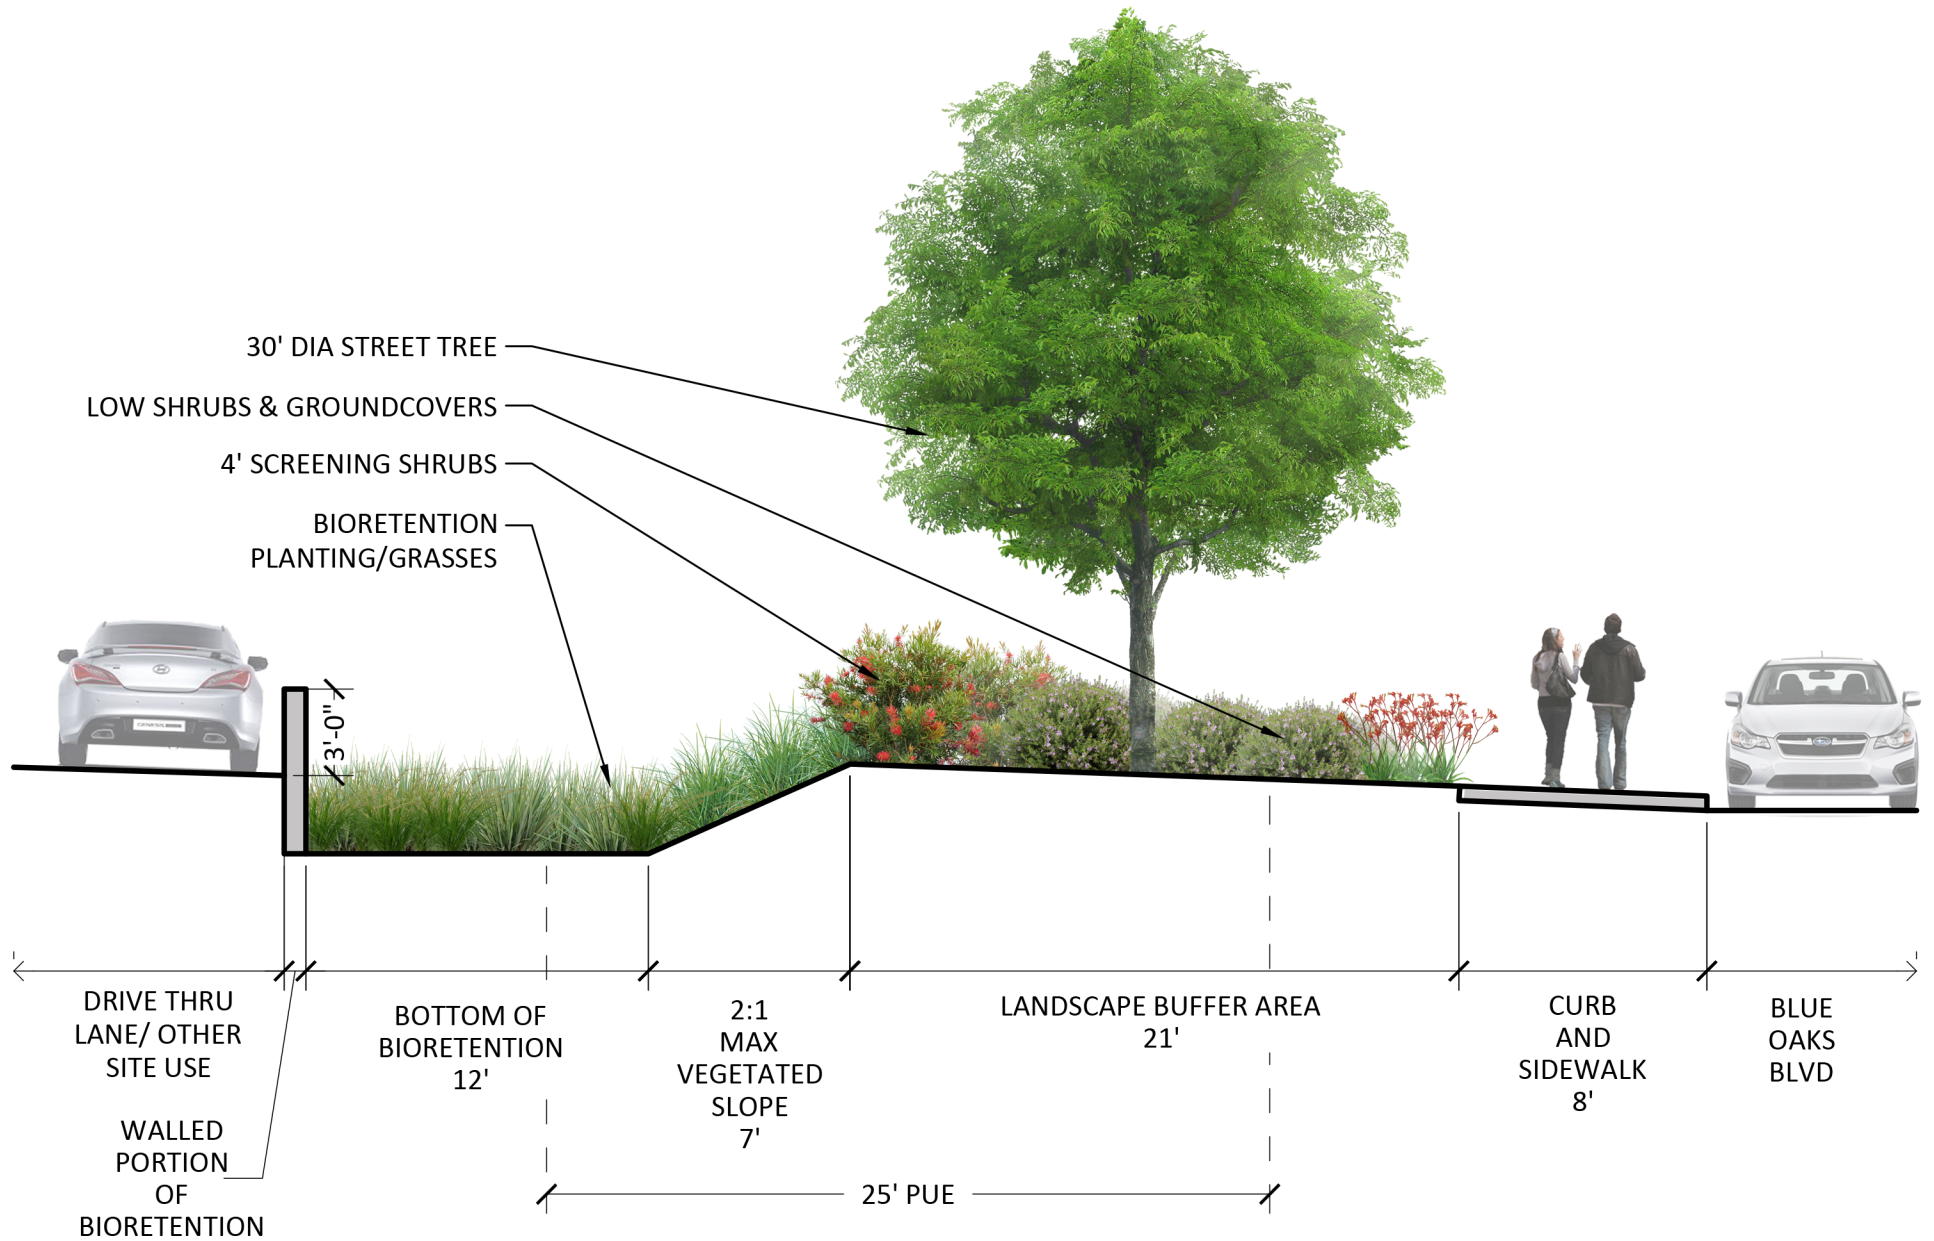 30' DIA STREET TREE
LOW SHRUBS & GROUNDCOVERS
4' SCREENING SHRUBS
BIORETENTION
PLANTING/GRASSES
3'-0"
DRIVE THRU
LANE/ OTHER
SITE USE
WALLED
PORTION
OF
BIORETENTION
BOTTOM OF
BIORETENTION
12'
2:1
MAX
VEGETATED
SLOPE
7'
LANDSCAPE BUFFER AREA
21'
CURB
AND
SIDEWALK
8'
BLUE
OAKS
BLVD
25' PUE